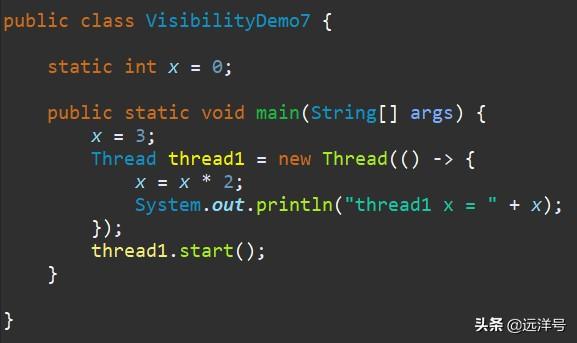 public class VisibilityDemo7 {
static int x = 0;
public static void main(String[] args) {
x = 3;
Thread thread1 = new Thread(() -> {
x = x * 2;
System.out.println("thread1 x = " + x);
});
thread1.start();
}
}
头条 @远洋号